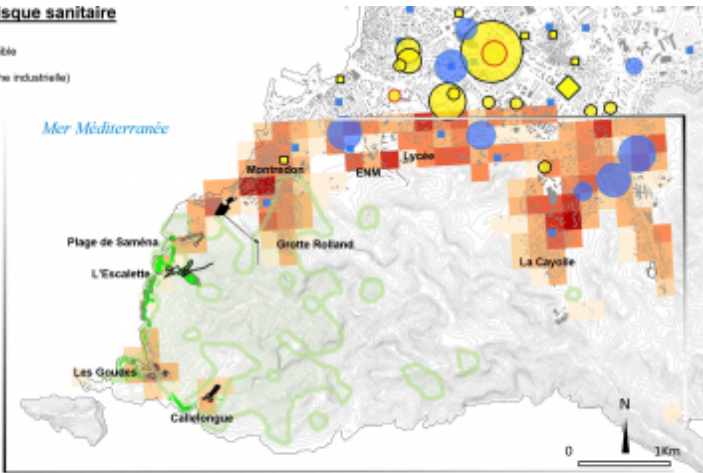 isque sanitaire
ible
he industrielle)
Mer Méditerranée
Montredon
ENM
Lycée
Plage de Saména
Grotte Rolland
L'Escalette
La Cayolle
Les Goudes
Callelongue
N
0 1Km